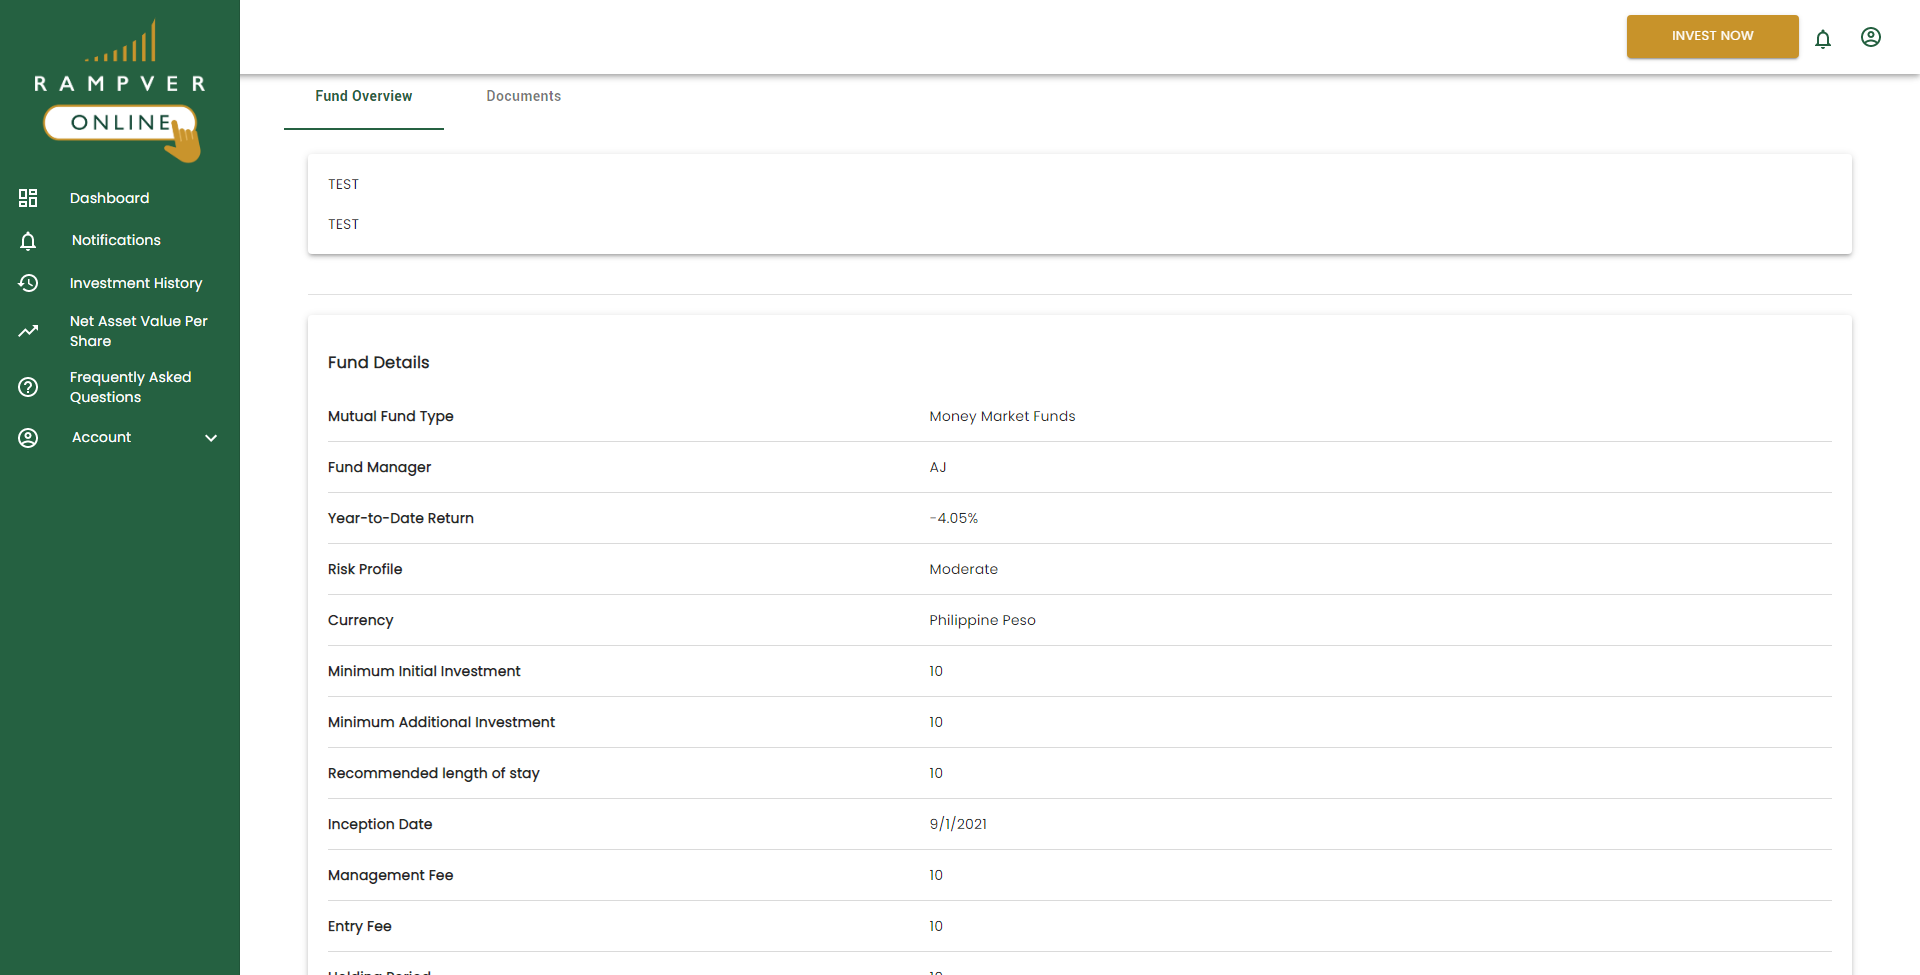 RAMPVER
ONLINE
Dashboard
Notifications
Investment History
Net Asset Value Per
Share
Frequently Asked
Questions
Account
INVEST NOW
Fund Overview
Documents
TEST
TEST
Fund Details
Mutual Fund Type
Money Market Funds
Fund Manager
AJ
Year-to-Date Return
-4.05%
Risk Profile
Moderate
Currency
Philippine Peso
Minimum Initial Investment
10
Minimum Additional Investment
10
Recommended length of stay
10
Inception Date
9/1/2021
Management Fee
10
Entry Fee
10
Holding Period
10